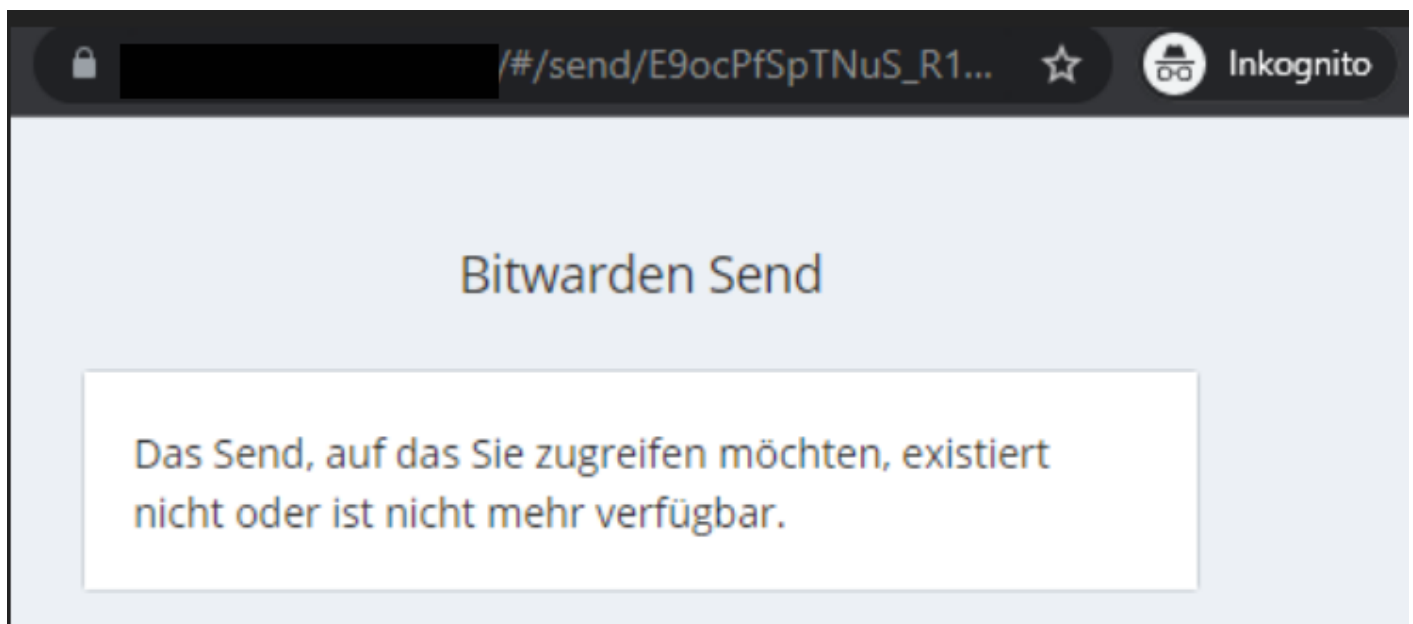 /#/send/E9ocPfSpTNuS_R1...
Inkognito
Bitwarden Send
Das Send, auf das Sie zugreifen möchten, existiert
nicht oder ist nicht mehr verfügbar.